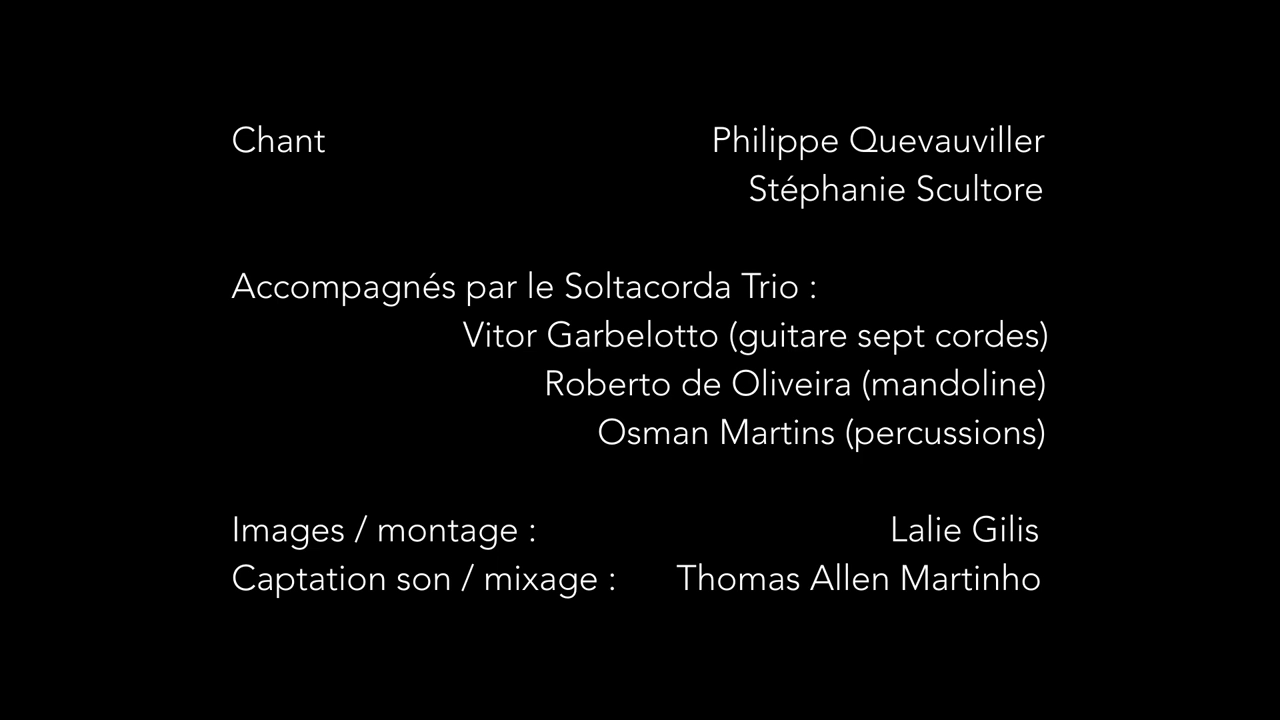 Chant Philippe Quevauviller
Stéphanie Scultore
Accompagnés par le Soltacorda Trio :
Vitor Garbelotto (guitare sept cordes)
Roberto de Oliveira (mandoline)
Osman Martins (percussions)
Images / montage : Lalie Gilis
Captation son / mixage : Thomas Allen Martinho